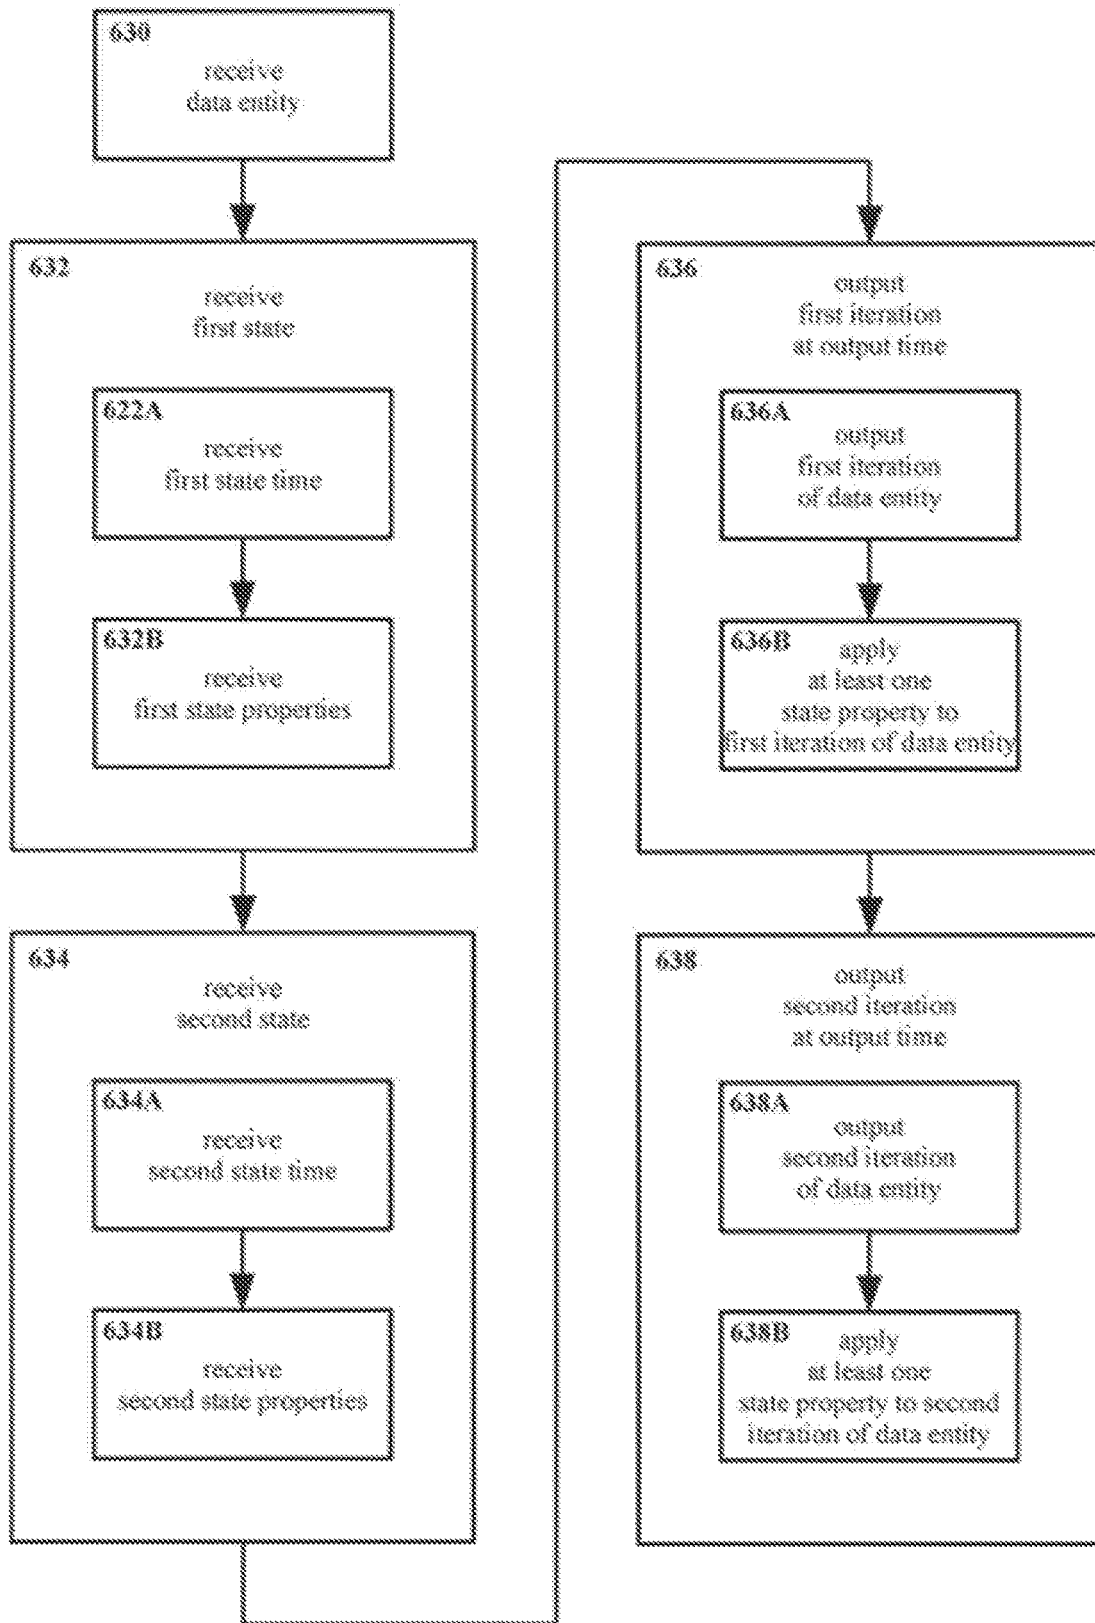 630
receive
data entity
632
receive
first state
622A
receive
first state time
632B
receive
first state properties
634
receive
second state
634A
receive
second state time
634B
receive
second state properties
636
output
first iteration
at output time
636A
output
first iteration
of data entity
636B
apply
at least one
state property to
first iteration of data entity
638
output
second iteration
at output time
638A
output
second iteration
of data entity
638B
apply
at least one
state property to second
iteration of data entity